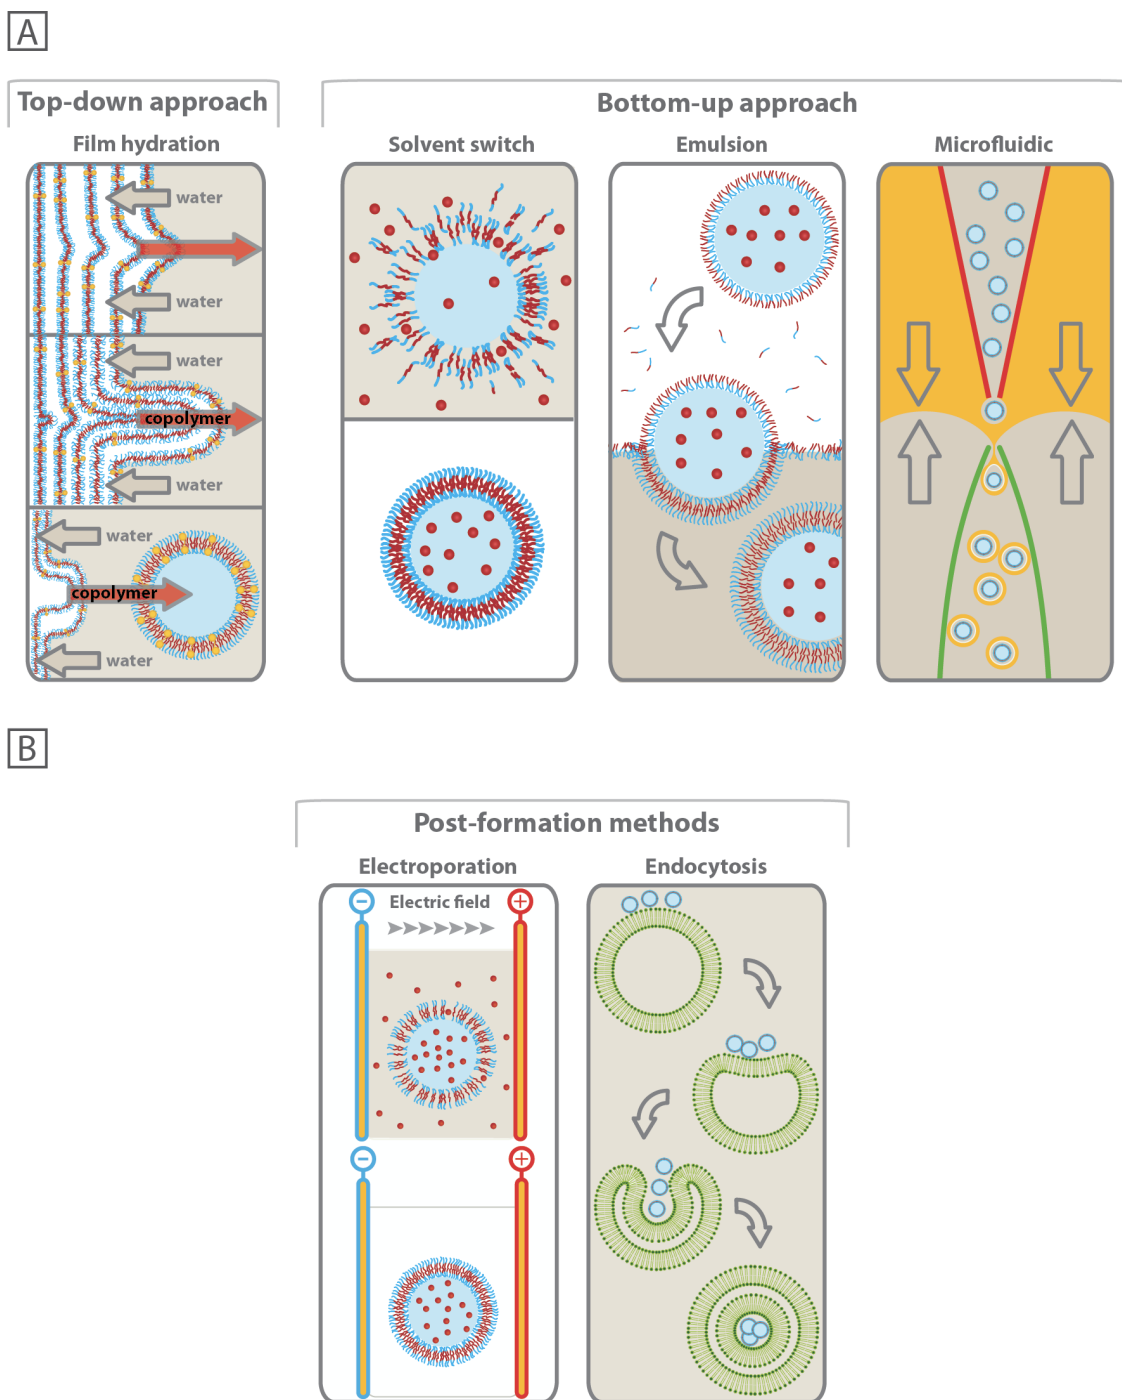 A
Top-down approach
Bottom-up approach
Film hydration
Solvent switch
Emulsion
Microfluidic
water
water
water
copolymer
water
water
copolymer
water
B
Post-formation methods
Electroporation
Endocytosis
− Electric field +
− +